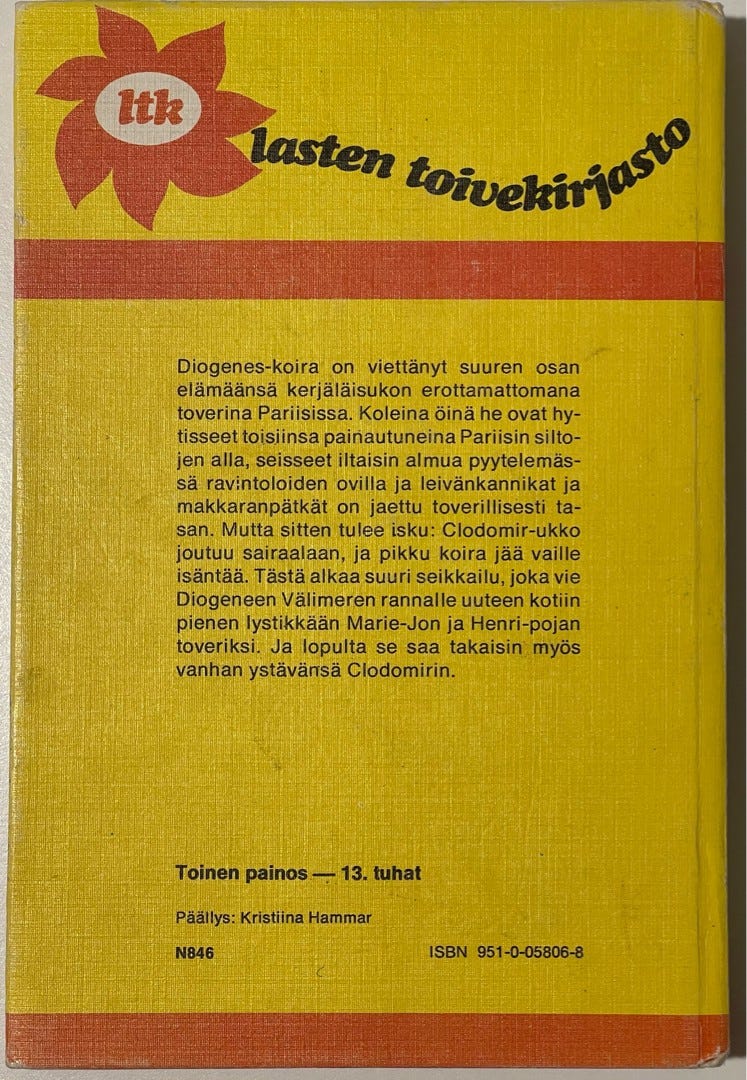 ltk
lasten toivekirjasto
Diogenes-koira on viettänyt suuren osan
elämäänsä kerjäläisukon erottamattomana
toverina Pariisissa. Koleina öinä he ovat hy-
tisseet toisiinsa painautuneina Pariisin silto-
jen alla, seisseet iltaisin almua pyytelemäs-
sä ravintoloiden ovilla ja leivänkannikat ja
makkaranpätkät on jaettu toverillisesti ta-
san. Mutta sitten tulee isku: Clodomir-ukko
joutuu sairaalaan, ja pikku koira jää vaille
isäntää. Tästä alkaa suuri seikkailu, joka vie
Diogeneen Välimeren rannalle uuteen kotiin
pienen lystikkään Marie-Jon ja Henri-pojan
toveriksi. Ja lopulta se saa takaisin myös
vanhan ystävänsä Clodomirin.
Toinen painos — 13. tuhat
Päällys: Kristiina Hammar
N846 ISBN 951-0-05806-8